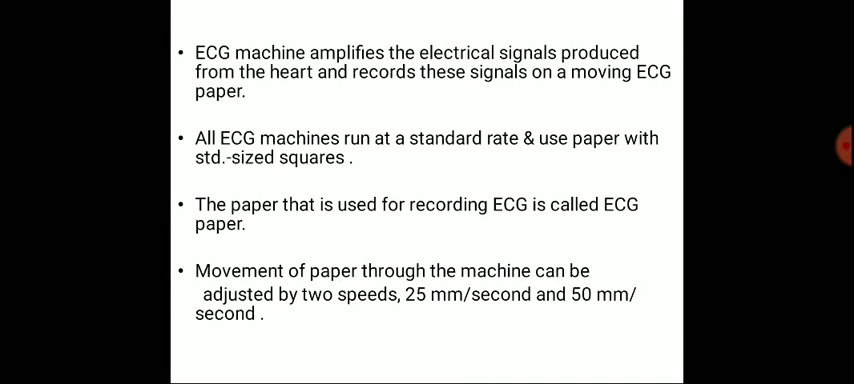 • ECG machine amplifies the electrical signals produced
from the heart and records these signals on a moving ECG
paper.
• All ECG machines run at a standard rate & use paper with
std.-sized squares .
• The paper that is used for recording ECG is called ECG
paper.
• Movement of paper through the machine can be
adjusted by two speeds, 25 mm/second and 50 mm/
second .